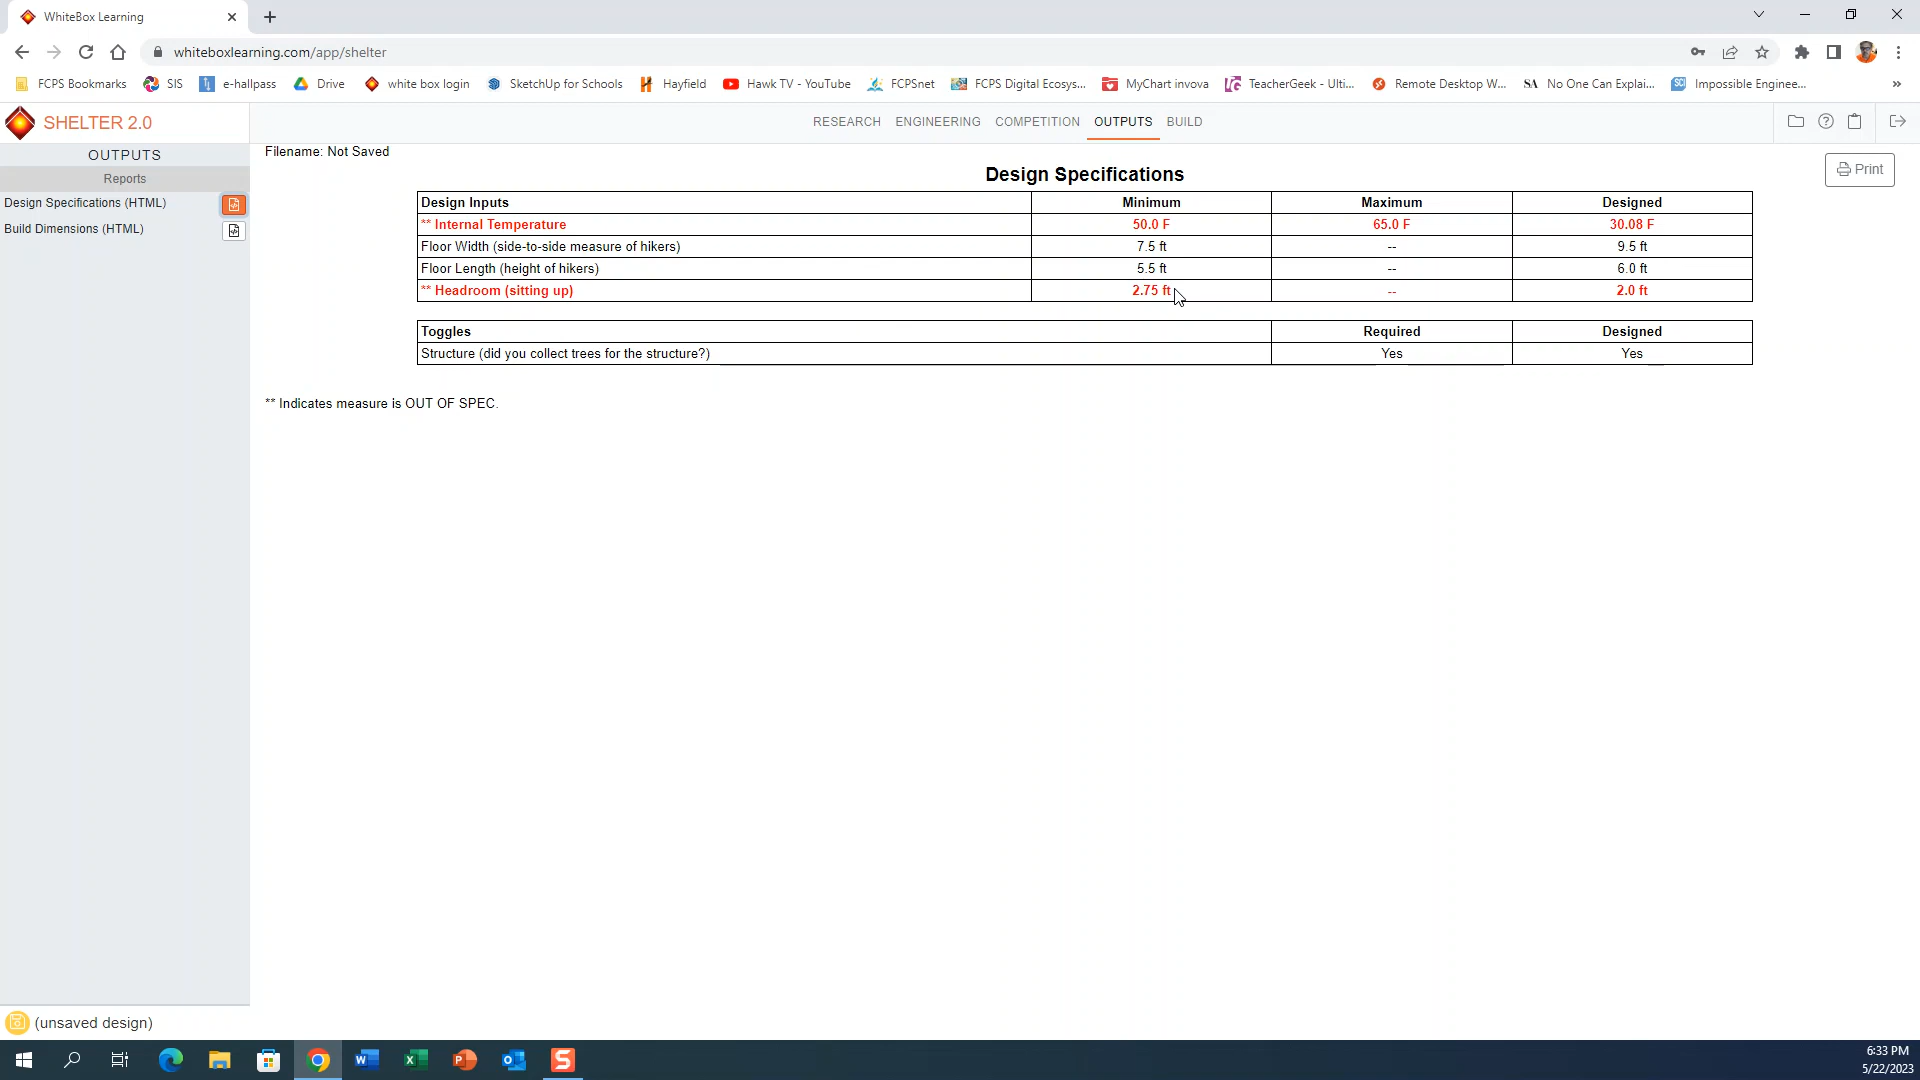 WhiteBox Learning
whiteboxlearning.com/app/shelter
FCPS Bookmarks SIS e-hallpass Drive white box login SketchUp for Schools Hayfield Hawk TV - YouTube FCPSnet FCPS Digital Ecosys... MyChart invova TeacherGeek - Ulti... Remote Desktop W... SA No One Can Explai... Impossible Enginee... »
SHELTER 2.0 RESEARCH ENGINEERING COMPETITION OUTPUTS BUILD
OUTPUTS
Reports
Design Specifications (HTML)
Build Dimensions (HTML)
Filename: Not Saved
Print
Design Specifications
Design Inputs Minimum Maximum Designed
** Internal Temperature 50.0 F 65.0 F 30.08 F
Floor Width (side-to-side measure of hikers) 7.5 ft -- 9.5 ft
Floor Length (height of hikers) 5.5 ft -- 6.0 ft
** Headroom (sitting up) 2.75 ft -- 2.0 ft
Toggles Required Designed
Structure (did you collect trees for the structure?) Yes Yes
** Indicates measure is OUT OF SPEC.
(unsaved design)
6:33 PM
5/22/2023